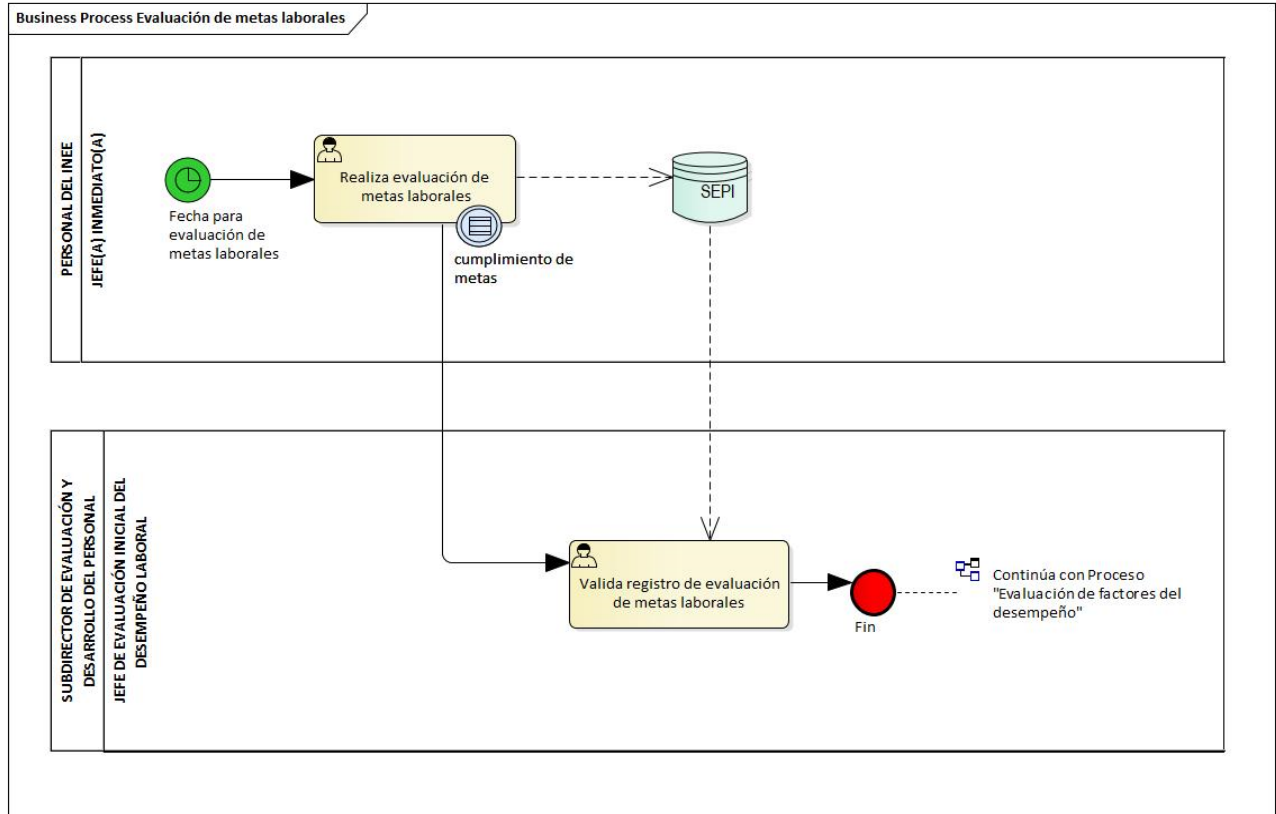 Business Process Evaluación de metas laborales
PERSONAL DEL INEE
JEFE(A) INMEDIATO(A)
Fecha para
evaluación de
metas laborales
Realiza evaluación de
metas laborales
cumplimiento de
metas
SEPI
SUBDIRECTOR DE EVALUACIÓN Y
DESARROLLO DEL PERSONAL
JEFE DE EVALUACIÓN INICIAL DEL
DESEMPEÑO LABORAL
Valida registro de evaluación
de metas laborales
Fin
Continúa con Proceso
"Evaluación de factores del
desempeño"